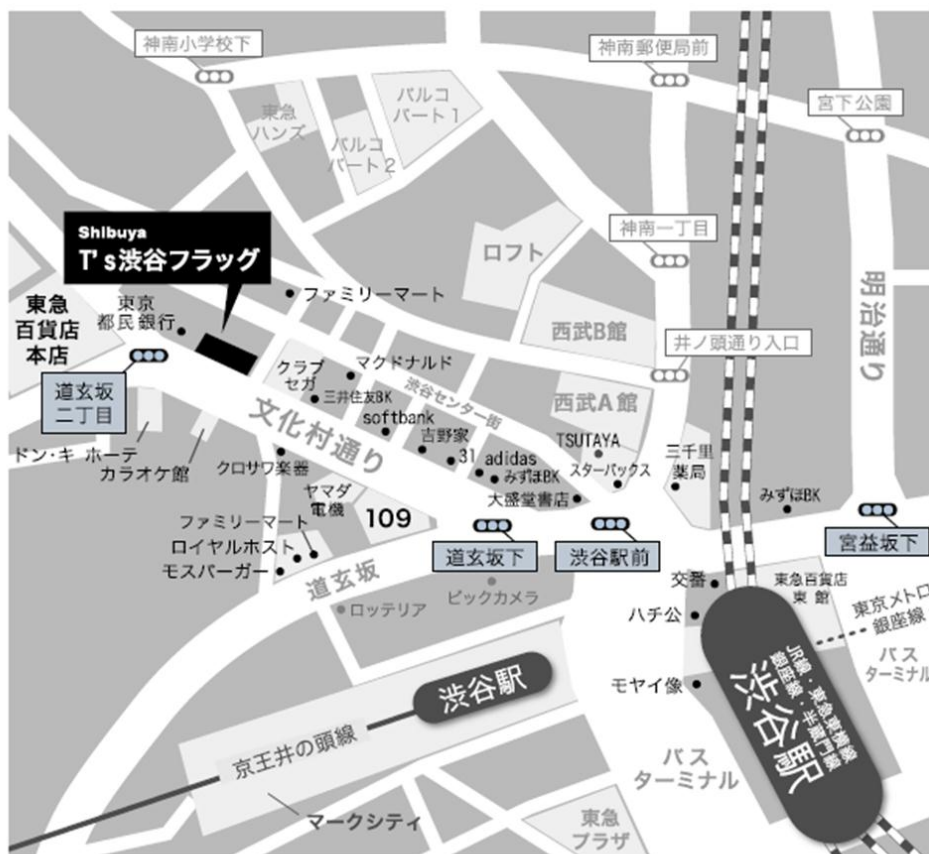 神南小学校下
神南郵便局前
宮下公園
東急
ハンズ
パルコ
パート1
パルコ
パート2
神南一丁目
Shibuya
T's渋谷フラッグ
ロフト
明治通り
ファミリーマート
東急
百貨店
本店
東京
都民銀行
西武B館
井ノ頭通り入口
道玄坂
二丁目
クラブ
セガ
マクドナルド
三井住友BK
渋谷センター街
西武A館
softbank
文化村通り
吉野家
31
adidas
TSUTAYA
スターバックス
三千里
薬局
みずほBK
大盛堂書店
みずほBK
ドン・キ ホーテ
カラオケ館
クロサワ楽器
ヤマダ
電機
109
道玄坂下
渋谷駅前
宮益坂下
ファミリーマート
ロイヤルホスト
モスバーガー
道玄坂
ロッテリア
ビックカメラ
交番
ハチ公
モヤイ像
東急百貨店
東館
東京メトロ
銀座線
バス
ターミナル
JR線・東急東横線
銀座線・半蔵門線
渋谷駅
渋谷駅
京王井の頭線
マークシティ
バス
ターミナル
東急
プラザ